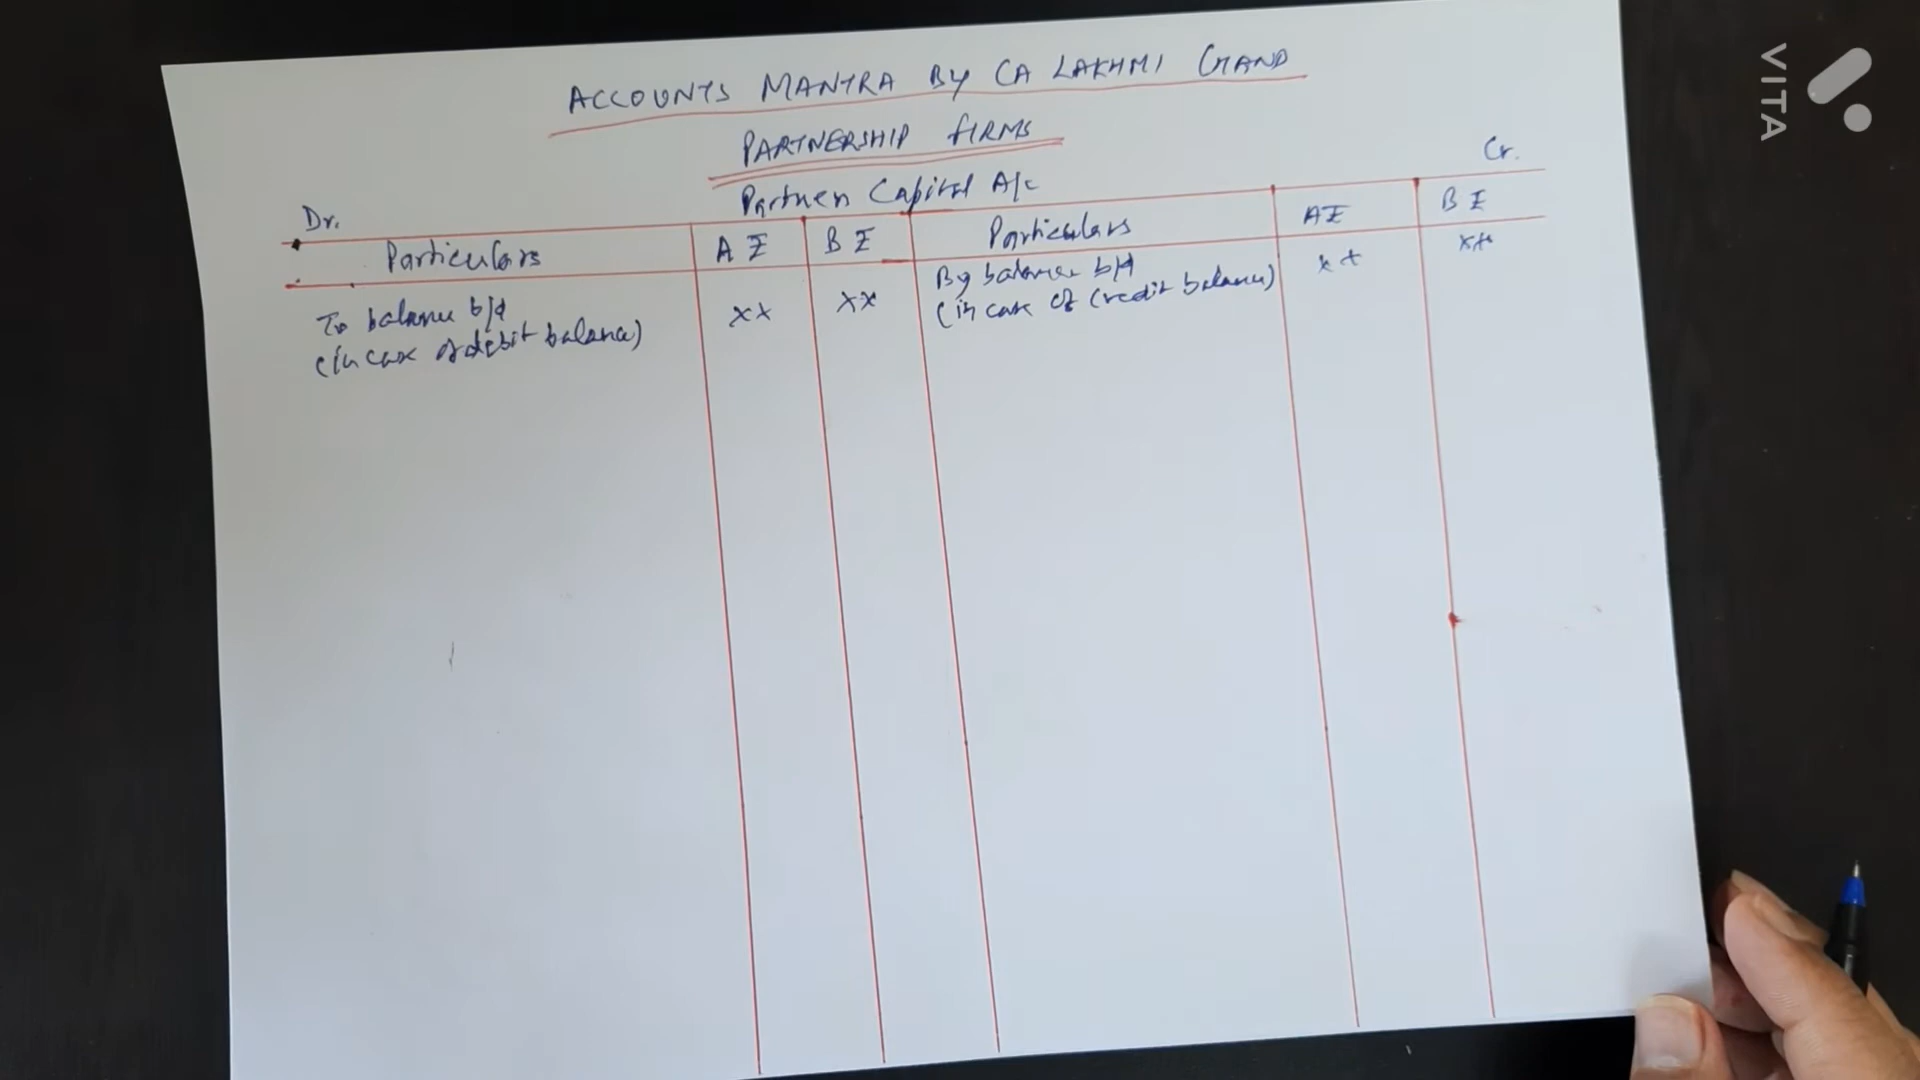 ACCOUNTS MANTRA BY CA LAKHMI CHAND
PARTNERSHIP FIRMS
Partners Capital A/c
Dr.
Cr.
Particulars A ₹ B ₹ Particulars A ₹ B ₹
To balance b/d xx xx By balance b/d xx xx
(in case of debit balance) (in case of credit balance)
VITA